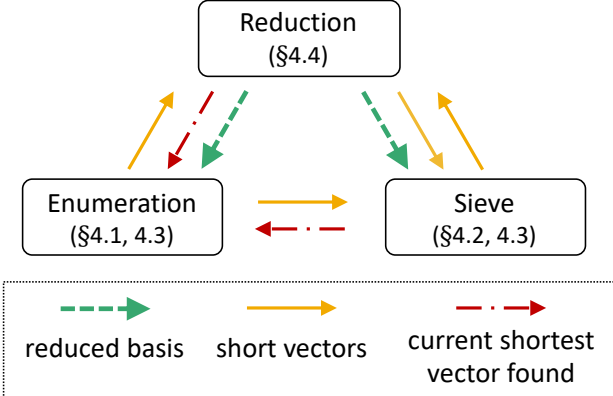 Reduction
(§4.4)
Enumeration
(§4.1, 4.3)
Sieve
(§4.2, 4.3)
reduced basis
short vectors
current shortest
vector found